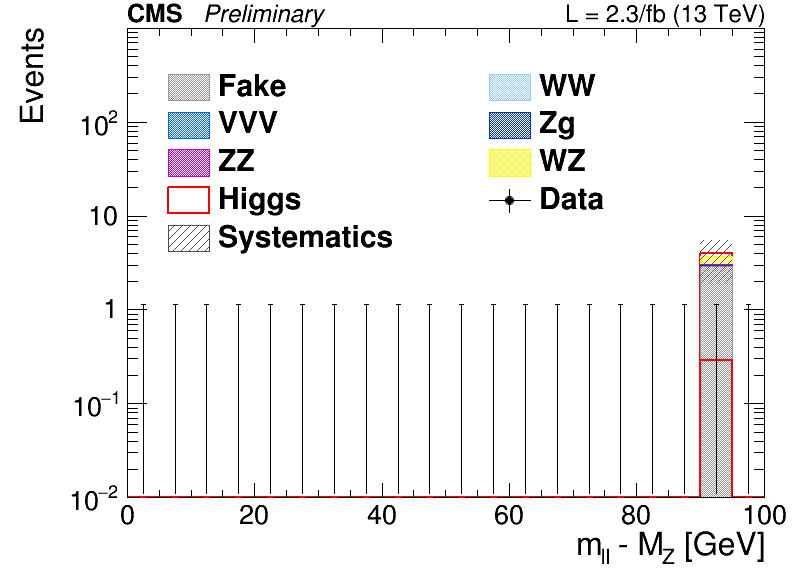 CMS Preliminary L = 2.3/fb (13 TeV)
Events
Fake WW
VVV Zg
ZZ WZ
Higgs Data
Systematics
10²
10
1
10⁻¹
10⁻²
0 20 40 60 80 100
m_ll - M_Z [GeV]